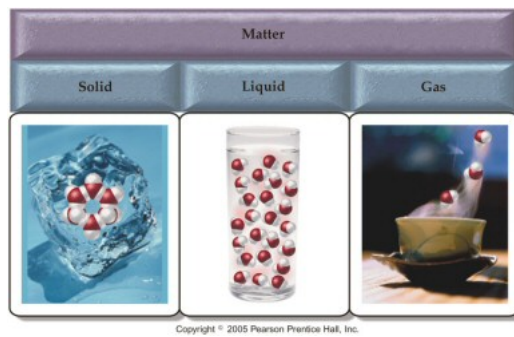 Matter
Solid Liquid Gas
Copyright © 2005 Pearson Prentice Hall, Inc.